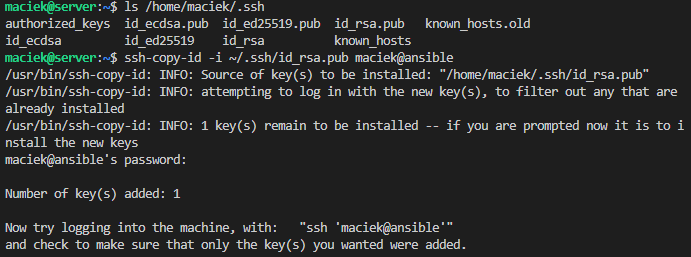 maciek@server:~$ ls /home/maciek/.ssh
authorized_keys  id_ecdsa.pub  id_ed25519.pub  id_rsa.pub   known_hosts.old
id_ecdsa         id_ed25519    id_rsa          known_hosts
maciek@server:~$ ssh-copy-id -i ~/.ssh/id_rsa.pub maciek@ansible
/usr/bin/ssh-copy-id: INFO: Source of key(s) to be installed: "/home/maciek/.ssh/id_rsa.pub"
/usr/bin/ssh-copy-id: INFO: attempting to log in with the new key(s), to filter out any that are
already installed
/usr/bin/ssh-copy-id: INFO: 1 key(s) remain to be installed -- if you are prompted now it is to i
nstall the new keys
maciek@ansible's password:
Number of key(s) added: 1
Now try logging into the machine, with:   "ssh 'maciek@ansible'"
and check to make sure that only the key(s) you wanted were added.